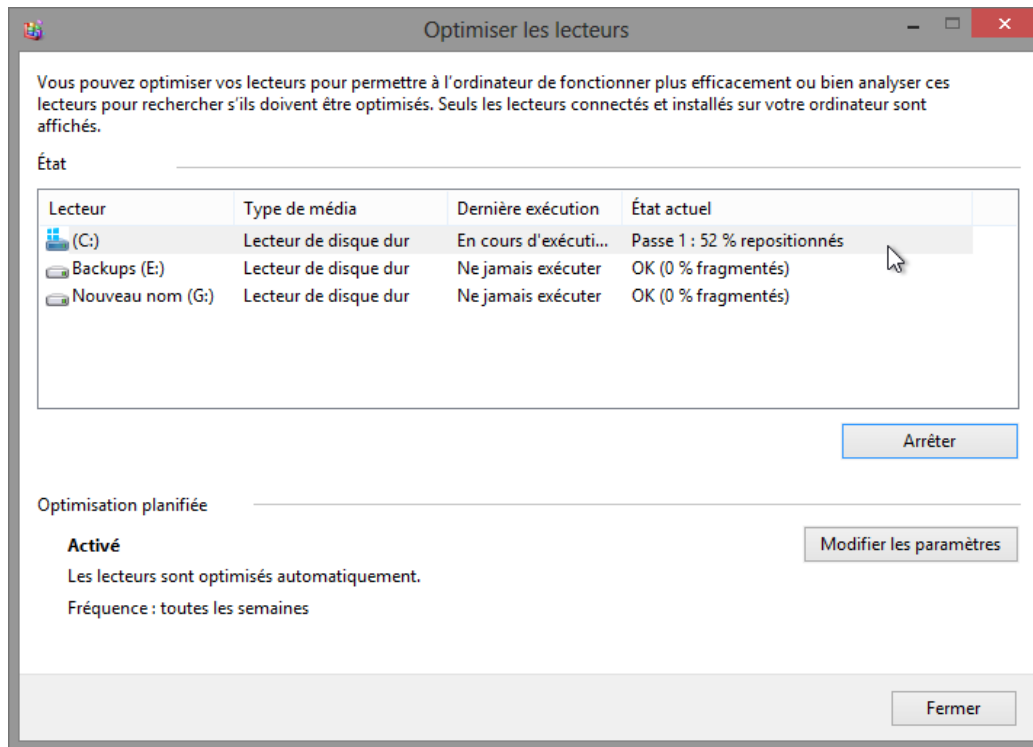 Optimiser les lecteurs
Vous pouvez optimiser vos lecteurs pour permettre à l'ordinateur de fonctionner plus efficacement ou bien analyser ces
lecteurs pour rechercher s'ils doivent être optimisés. Seuls les lecteurs connectés et installés sur votre ordinateur sont
affichés.
État
Lecteur Type de média Dernière exécution État actuel
(C:) Lecteur de disque dur En cours d'exécuti... Passe 1 : 52 % repositionnés
Backups (E:) Lecteur de disque dur Ne jamais exécuter OK (0 % fragmentés)
Nouveau nom (G:) Lecteur de disque dur Ne jamais exécuter OK (0 % fragmentés)
Arrêter
Optimisation planifiée
Activé
Modifier les paramètres
Les lecteurs sont optimisés automatiquement.
Fréquence : toutes les semaines
Fermer